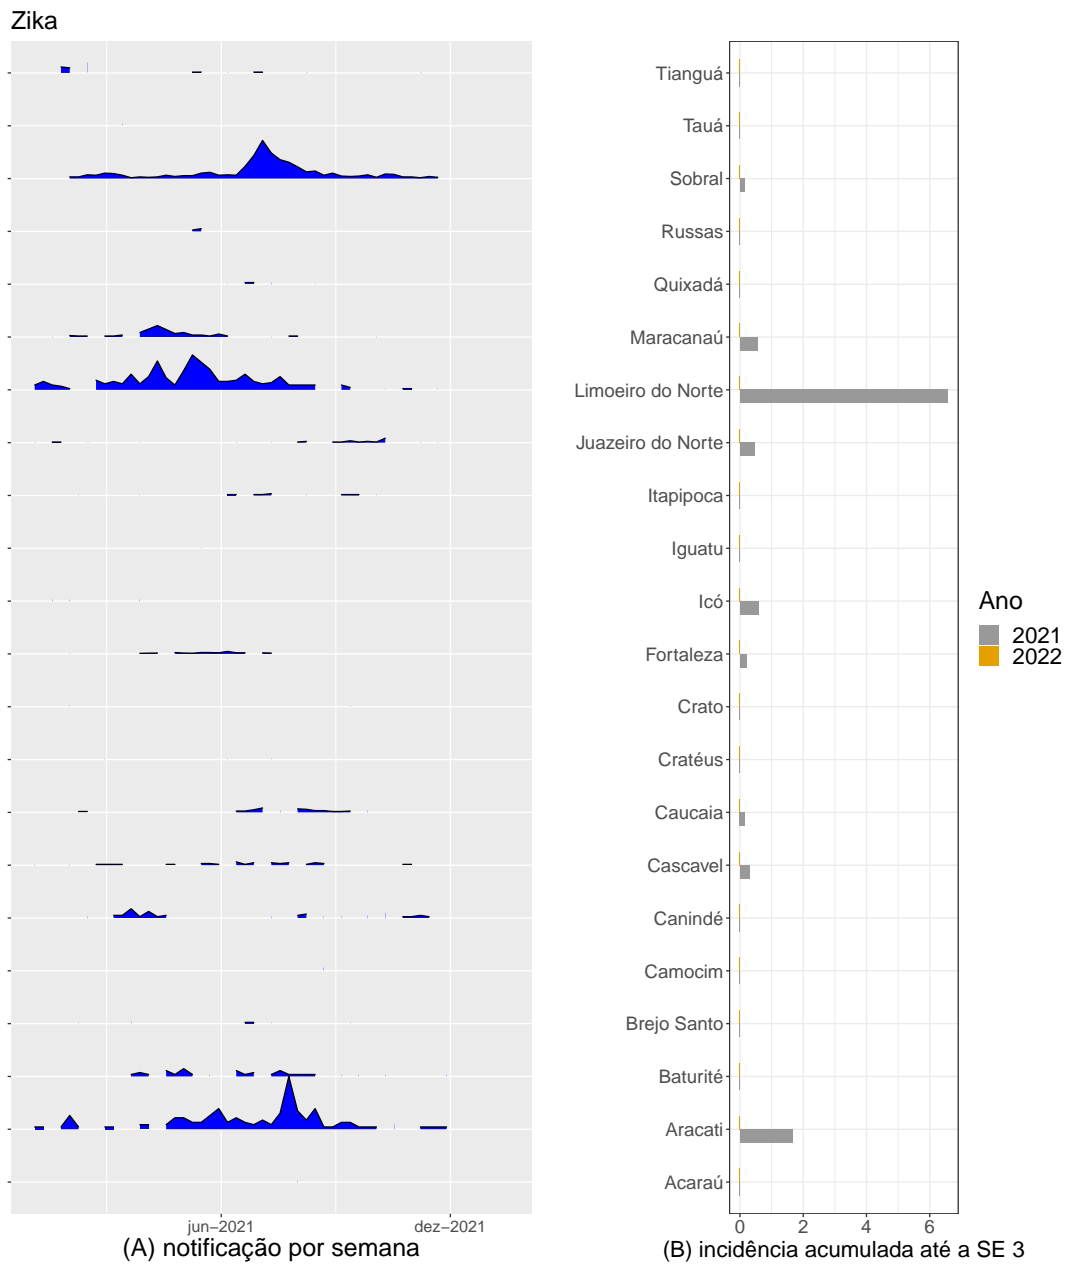 Zika
Tianguá
Tauá
Sobral
Russas
Quixadá
Maracanaú
Limoeiro do Norte
Juazeiro do Norte
Itapipoca
Iguatu
Icó
Fortaleza
Crato
Cratéus
Caucaia
Cascavel
Canindé
Camocim
Brejo Santo
Baturité
Aracati
Acaraú
Ano
2021
2022
jun−2021 dez−2021
0 2 4 6
(A) notificação por semana
(B) incidência acumulada até a SE 3